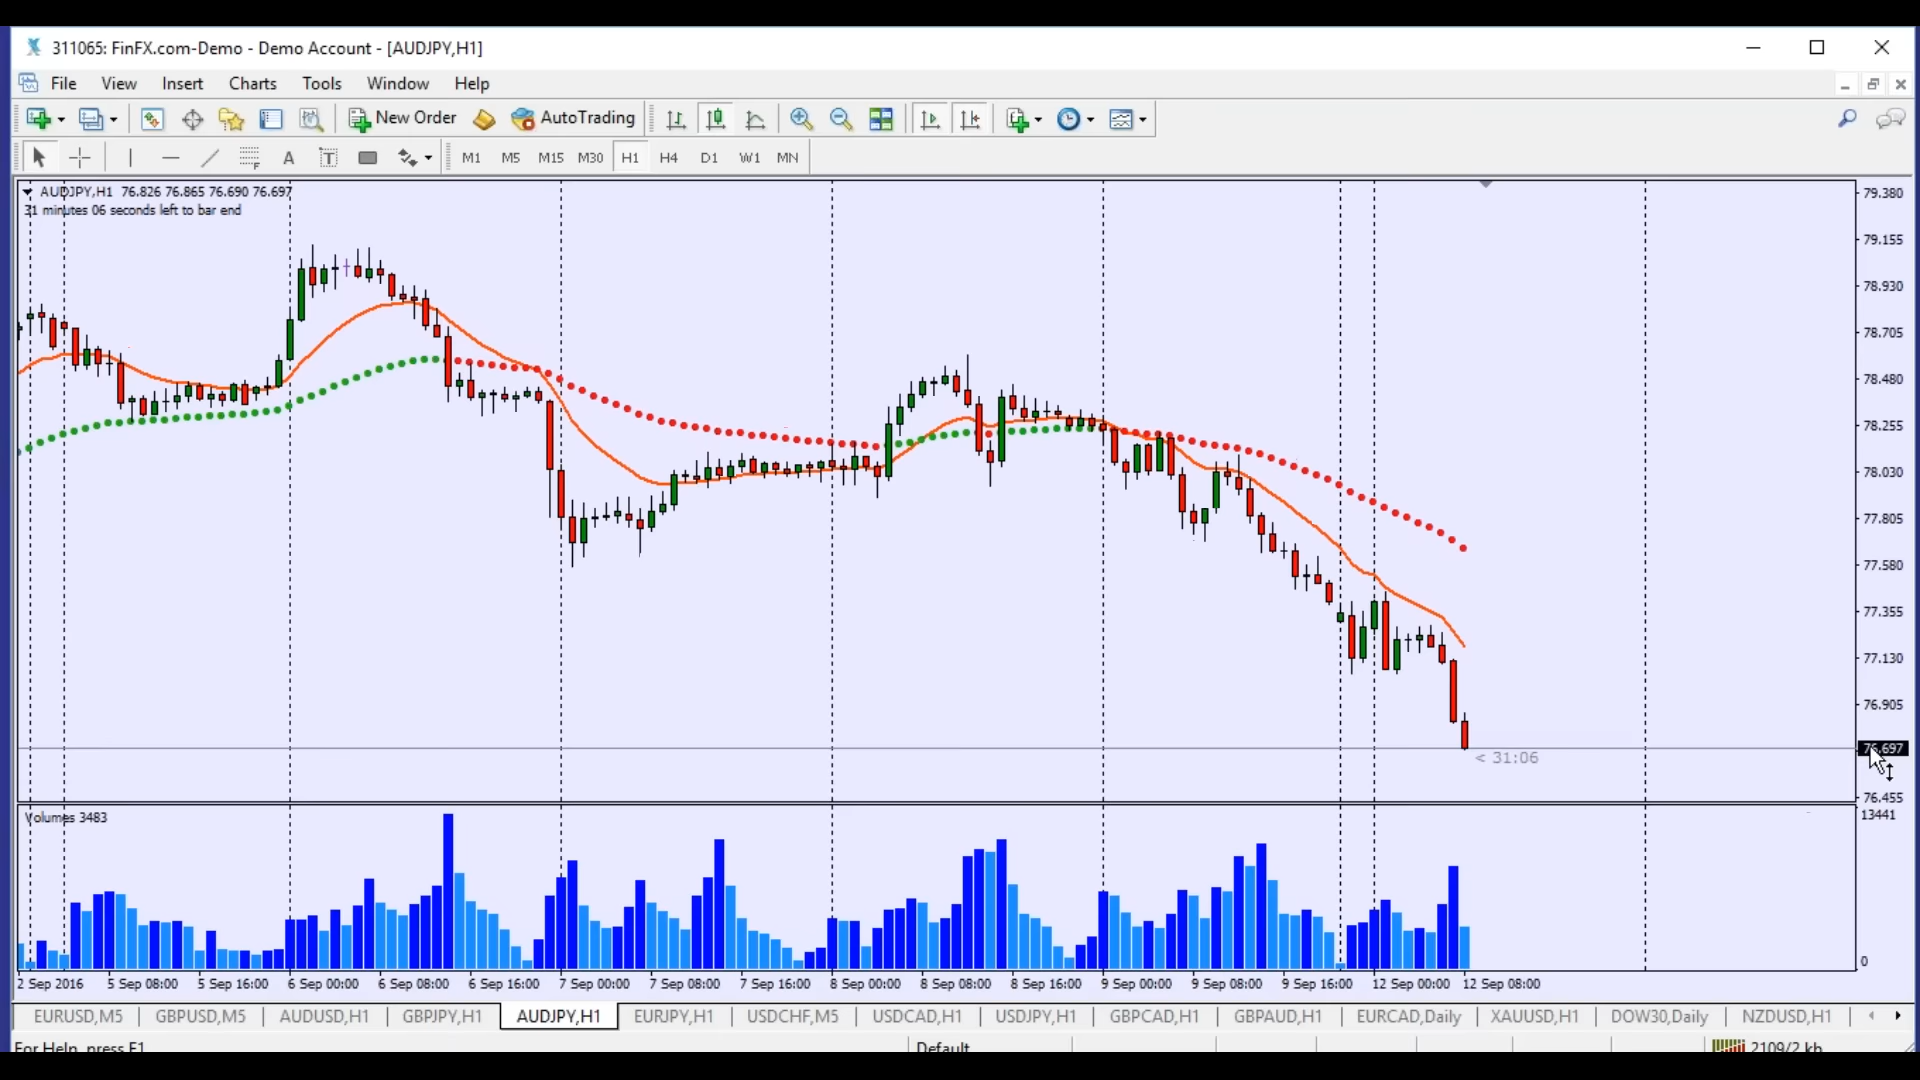 311065: FinFX.com-Demo - Demo Account - [AUDJPY,H1]
File View Insert Charts Tools Window Help
New Order AutoTrading
A T M1 M5 M15 M30 H1 H4 D1 W1 MN
AUDJPY,H1 76.826 76.865 76.690 76.697
31 minutes 06 seconds left to bar end
79.380
79.155
78.930
78.705
78.480
78.255
78.030
77.805
77.580
77.355
77.130
76.905
76.697
< 31:06
76.455
Volumes 3483
13441
0
2 Sep 2016 5 Sep 08:00 5 Sep 16:00 6 Sep 00:00 6 Sep 08:00 6 Sep 16:00 7 Sep 00:00 7 Sep 08:00 7 Sep 16:00 8 Sep 00:00 8 Sep 08:00 8 Sep 16:00 9 Sep 00:00 9 Sep 08:00 9 Sep 16:00 12 Sep 00:00 12 Sep 08:00
EURUSD,M5 GBPUSD,M5 AUDUSD,H1 GBPJPY,H1 AUDJPY,H1 EURJPY,H1 USDCHF,M5 USDCAD,H1 USDJPY,H1 GBPCAD,H1 GBPAUD,H1 EURCAD,Daily XAUUSD,H1 DOW30,Daily NZDUSD,H1
For Help, press F1 Default 2109/2 kb